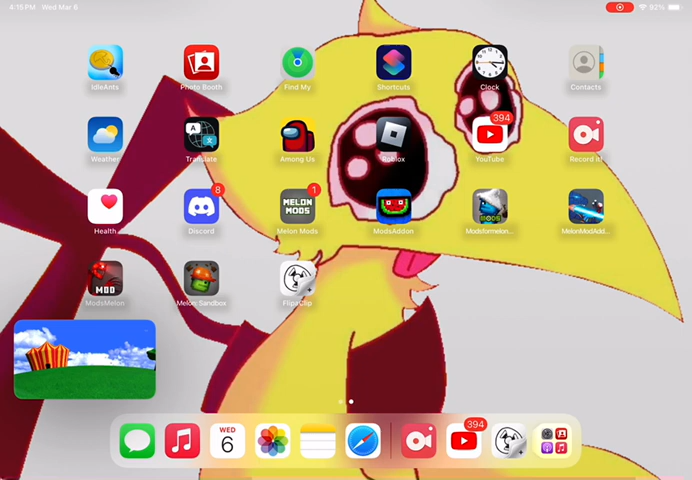 4:15 PM Wed Mar 6
92%
IdleAnts
Photo Booth
Find My
Shortcuts
Clock
Contacts
394
Weather
Translate
Among Us
Roblox
YouTube
Record it!
8
1
MELON
MODS
MODS
Health
Discord
Melon Mods
ModsAddon
Modsformelon...
MelonModAdd...
MOD
ModsMelon
Melon Sandbox
FlipaClip
WED
6
394